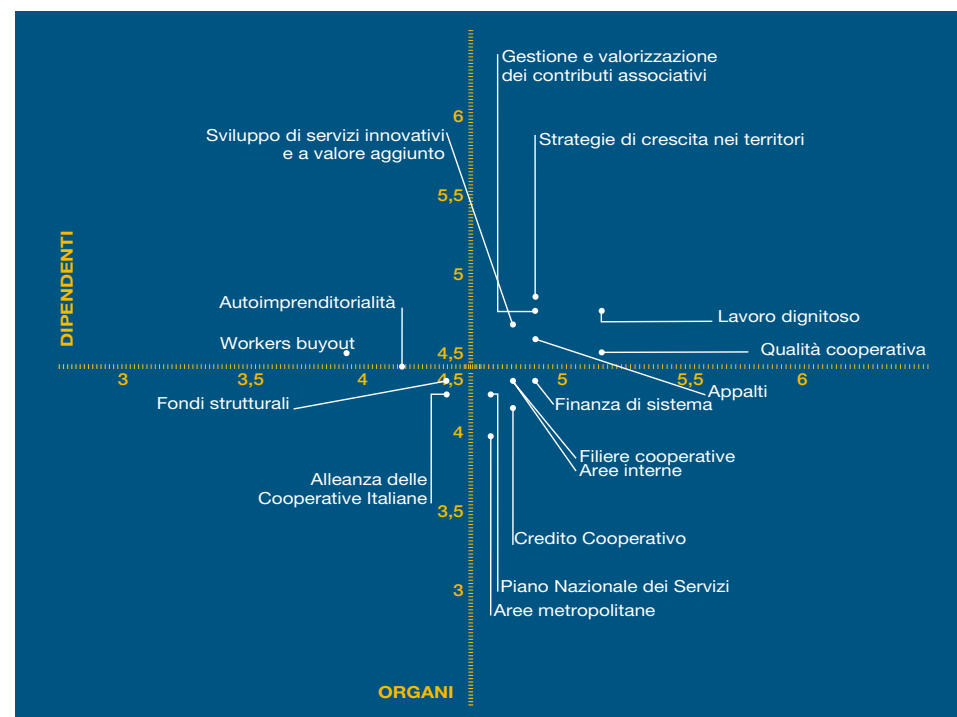 Gestione e valorizzazione
dei contributi associativi
6
Sviluppo di servizi innovativi
e a valore aggiunto
Strategie di crescita nei territori
5,5
DIPENDENTI
5
Autoimprenditorialità
Lavoro dignitoso
Workers buyout
4,5
Qualità cooperativa
3
3,5
4
4,5
5
5,5
6
Appalti
Fondi strutturali
Finanza di sistema
4
Filiere cooperative
Aree interne
Alleanza delle
Cooperative Italiane
3,5
Credito Cooperativo
3
Piano Nazionale dei Servizi
Aree metropolitane
ORGANI